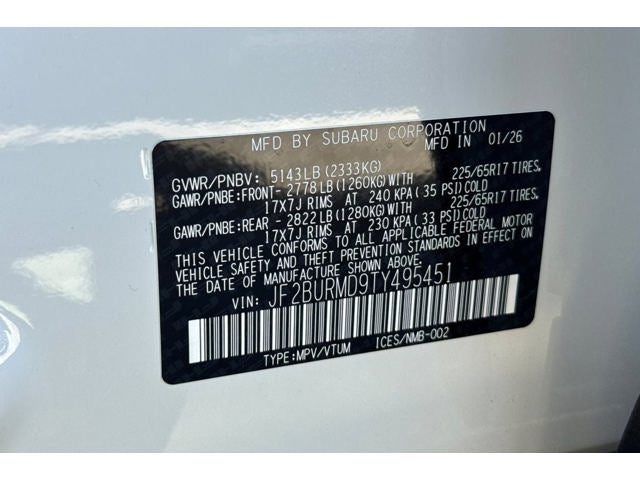 MFD BY SUBARU CORPORATION
MFD IN 01/26
GVWR/PNBV: 5143LB(2333KG)
GAWR/PNBE:FRONT- 2778LB(1260KG)WITH 225/65R17 TIRES,
17X7J RIMS AT 240 KPA(35 PSI)COLD
GAWR/PNBE:REAR - 2822LB(1280KG)WITH 225/65R17 TIRES,
17X7J RIMS AT 230 KPA(33 PSI)COLD
THIS VEHICLE CONFORMS TO ALL APPLICABLE FEDERAL MOTOR
VEHICLE SAFETY AND THEFT PREVENTION STANDARDS IN EFFECT
ON THE DATE OF MANUFACTURE SHOWN ABOVE.
VIN: JF2BURMD9TY495451
TYPE:MPV/VTUM ICES/NMB-002